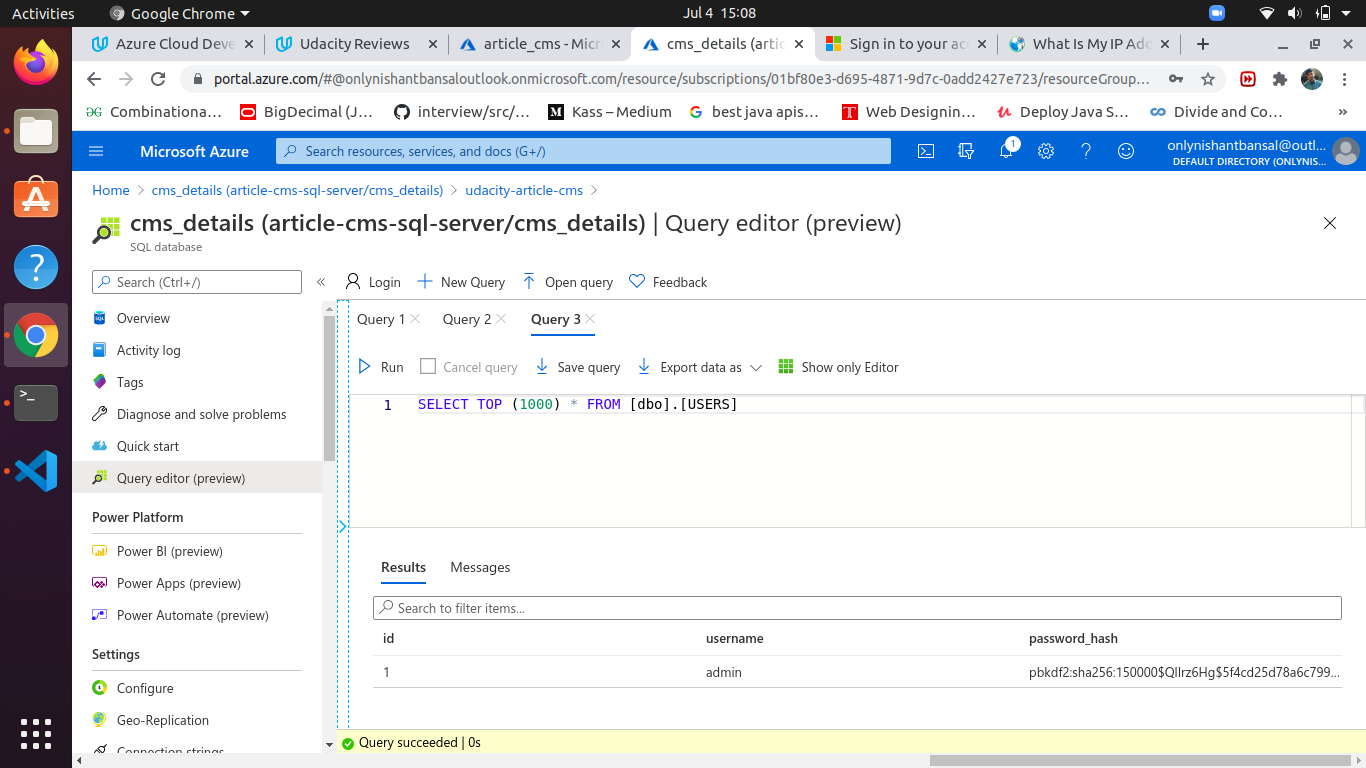 Activities
Google Chrome
Jul 4 15:08
Azure Cloud Deve
Udacity Reviews
article_cms - Micr
cms_details (artic
Sign in to your acc
What Is My IP Add
portal.azure.com/#@onlynishantbansaloutlook.onmicrosoft.com/resource/subscriptions/01bf80e3-d695-4871-9d7c-0add2427e723/resourceGroup…
Combinationa…
BigDecimal (J…
interview/src/…
Kass – Medium
best java apis…
Web Designin…
Deploy Java S…
Divide and Co…
»
Microsoft Azure
Search resources, services, and docs (G+/)
1
onlynishantbansal@outl...
DEFAULT DIRECTORY (ONLYNIS...
Home > cms_details (article-cms-sql-server/cms_details) > udacity-article-cms >
cms_details (article-cms-sql-server/cms_details) | Query editor (preview)
SQL database
Search (Ctrl+/)
«
Login
New Query
Open query
Feedback
Overview
Activity log
Tags
Diagnose and solve problems
Quick start
Query editor (preview)
Power Platform
Power BI (preview)
Power Apps (preview)
Power Automate (preview)
Settings
Configure
Geo-Replication
Connection strings
Query 1
Query 2
Query 3
Run
Cancel query
Save query
Export data as
Show only Editor
1 SELECT TOP (1000) * FROM [dbo].[USERS]
Results
Messages
Search to filter items...
id username password_hash
1 admin pbkdf2:sha256:150000$QlIrz6Hg$5f4cd25d78a6c799...
Query succeeded | 0s